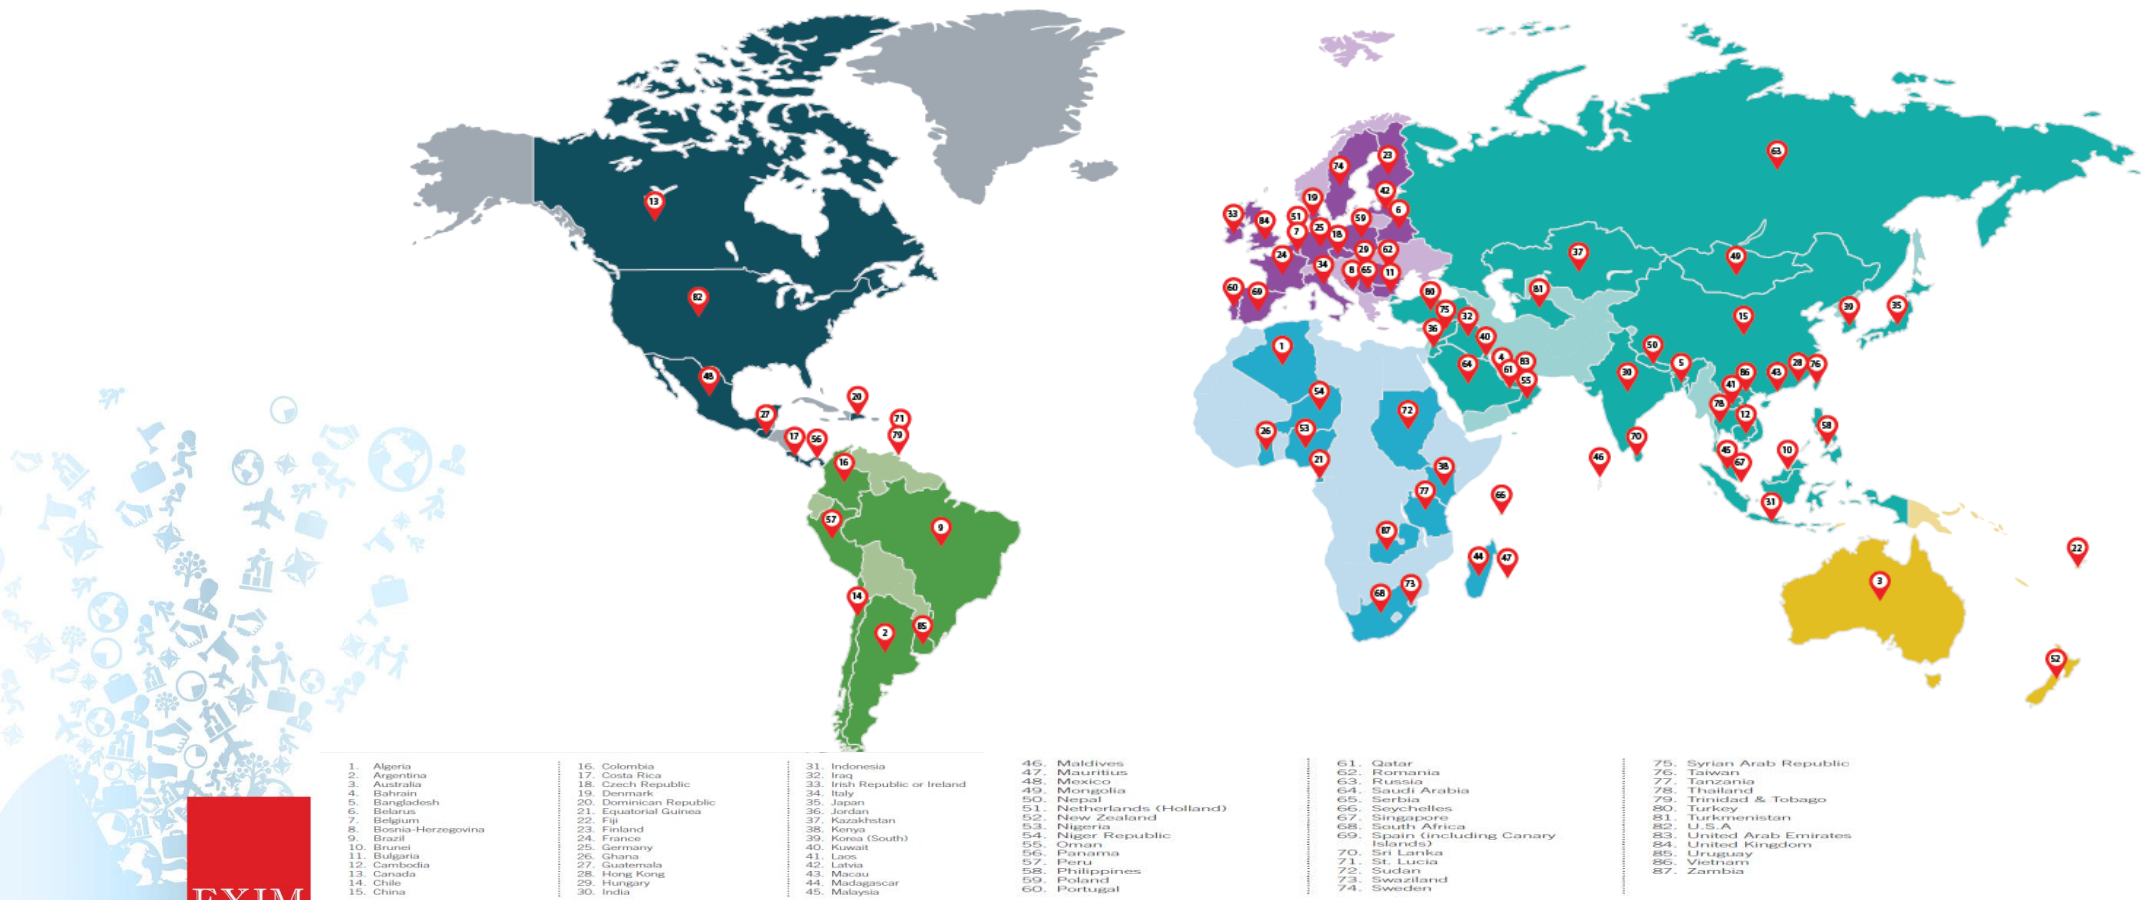 1. Algeria
2. Argentina
3. Australia
4. Bahrain
5. Bangladesh
6. Belarus
7. Belgium
8. Bosnia-Herzegovina
9. Brazil
10. Brunei
11. Bulgaria
12. Cambodia
13. Canada
14. Chile
15. China
16. Colombia
17. Costa Rica
18. Czech Republic
19. Denmark
20. Dominican Republic
21. Equatorial Guinea
22. Fiji
23. Finland
24. France
25. Germany
26. Ghana
27. Guatemala
28. Hong Kong
29. Hungary
30. India
31. Indonesia
32. Iraq
33. Irish Republic or Ireland
34. Italy
35. Japan
36. Jordan
37. Kazakhstan
38. Kenya
39. Korea (South)
40. Kuwait
41. Laos
42. Latvia
43. Macau
44. Madagascar
45. Malaysia
46. Maldives
47. Mauritius
48. Mexico
49. Mongolia
50. Nepal
51. Netherlands (Holland)
52. New Zealand
53. Nigeria
54. Niger Republic
55. Oman
56. Panama
57. Peru
58. Philippines
59. Poland
60. Portugal
61. Qatar
62. Romania
63. Russia
64. Saudi Arabia
65. Serbia
66. Seychelles
67. Singapore
68. South Africa
69. Spain (including Canary
Islands)
70. Sri Lanka
71. St. Lucia
72. Sudan
73. Swaziland
74. Sweden
75. Syrian Arab Republic
76. Taiwan
77. Tanzania
78. Thailand
79. Trinidad & Tobago
80. Turkey
81. Turkmenistan
82. U.S.A
83. United Arab Emirates
84. United Kingdom
85. Uruguay
86. Vietnam
87. Zambia
EXIM